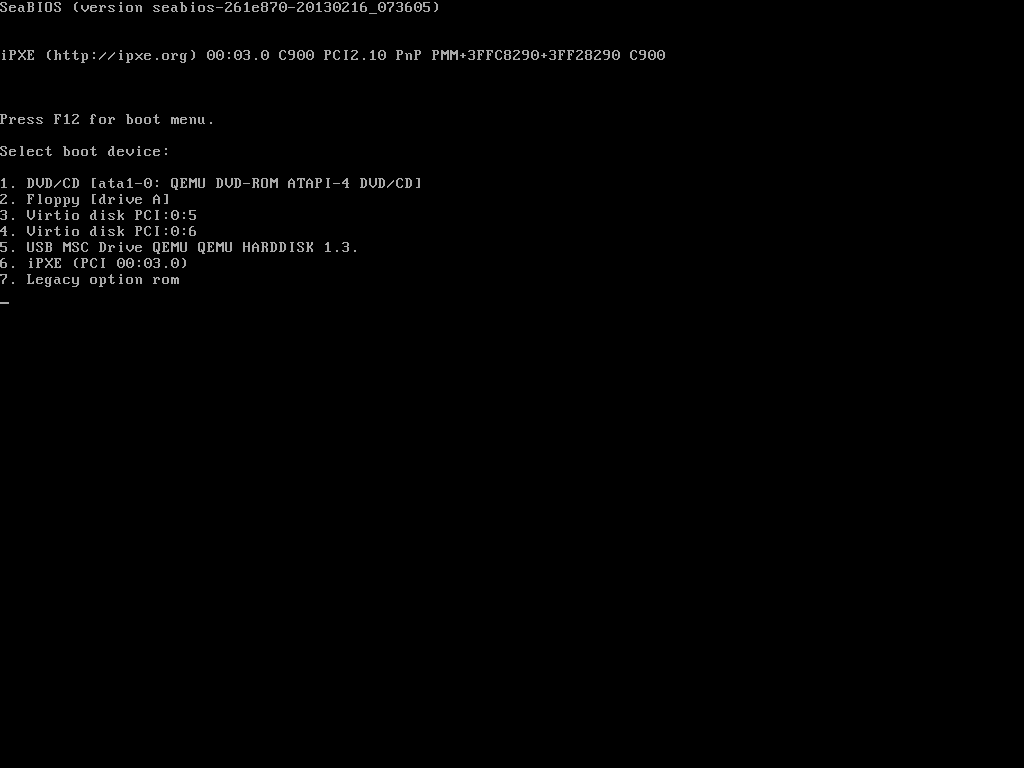 SeaBIOS (version seabios-261e870-20130216_073605)
iPXE (http://ipxe.org) 00:03.0 C900 PCI2.10 PnP PMM+3FFC8290+3FF28290 C900
Press F12 for boot menu.
Select boot device:
1. DVD/CD [ata1-0: QEMU DVD-ROM ATAPI-4 DVD/CD]
2. Floppy [drive A]
3. Virtio disk PCI:0:5
4. Virtio disk PCI:0:6
5. USB MSC Drive QEMU QEMU HARDDISK 1.3.
6. iPXE (PCI 00:03.0)
7. Legacy option rom